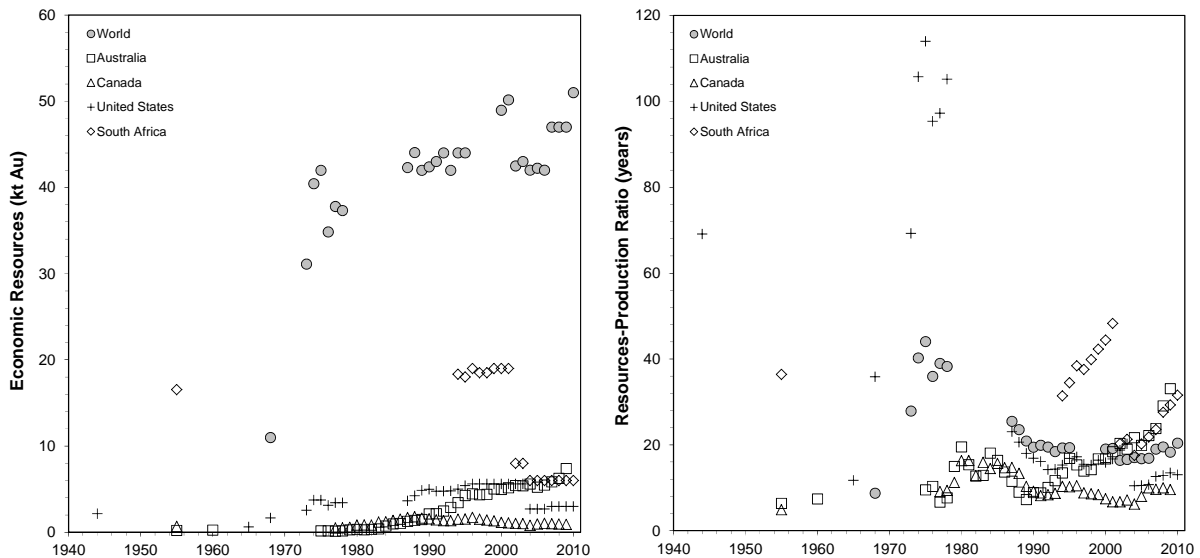 Economic Resources (kt Au)
60
50
40
30
20
10
0
1940 1950 1960 1970 1980 1990 2000 2010
World
Australia
Canada
United States
South Africa
Resources-Production Ratio (years)
120
100
80
60
40
20
0
1940 1950 1960 1970 1980 1990 2000 2010
World
Australia
Canada
United States
South Africa